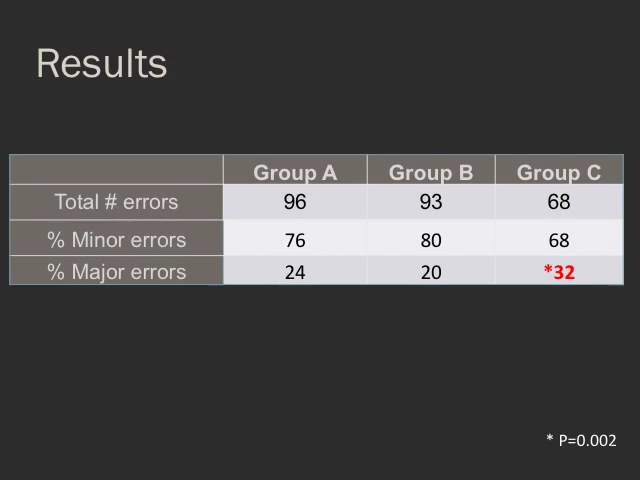 Results
Group A Group B Group C
Total # errors 96 93 68
% Minor errors 76 80 68
% Major errors 24 20 *32
* P=0.002